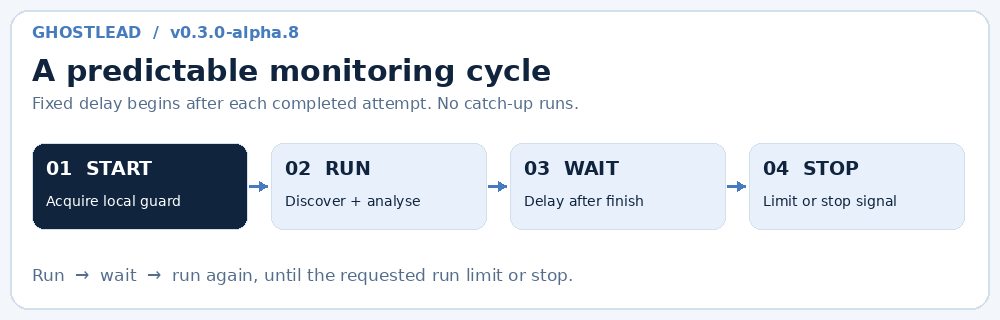 GHOSTLEAD / v0.3.0-alpha.8
A predictable monitoring cycle
Fixed delay begins after each completed attempt. No catch-up runs.
01 START
Acquire local guard
02 RUN
Discover + analyse
03 WAIT
Delay after finish
04 STOP
Limit or stop signal
Run → wait → run again, until the requested run limit or stop.